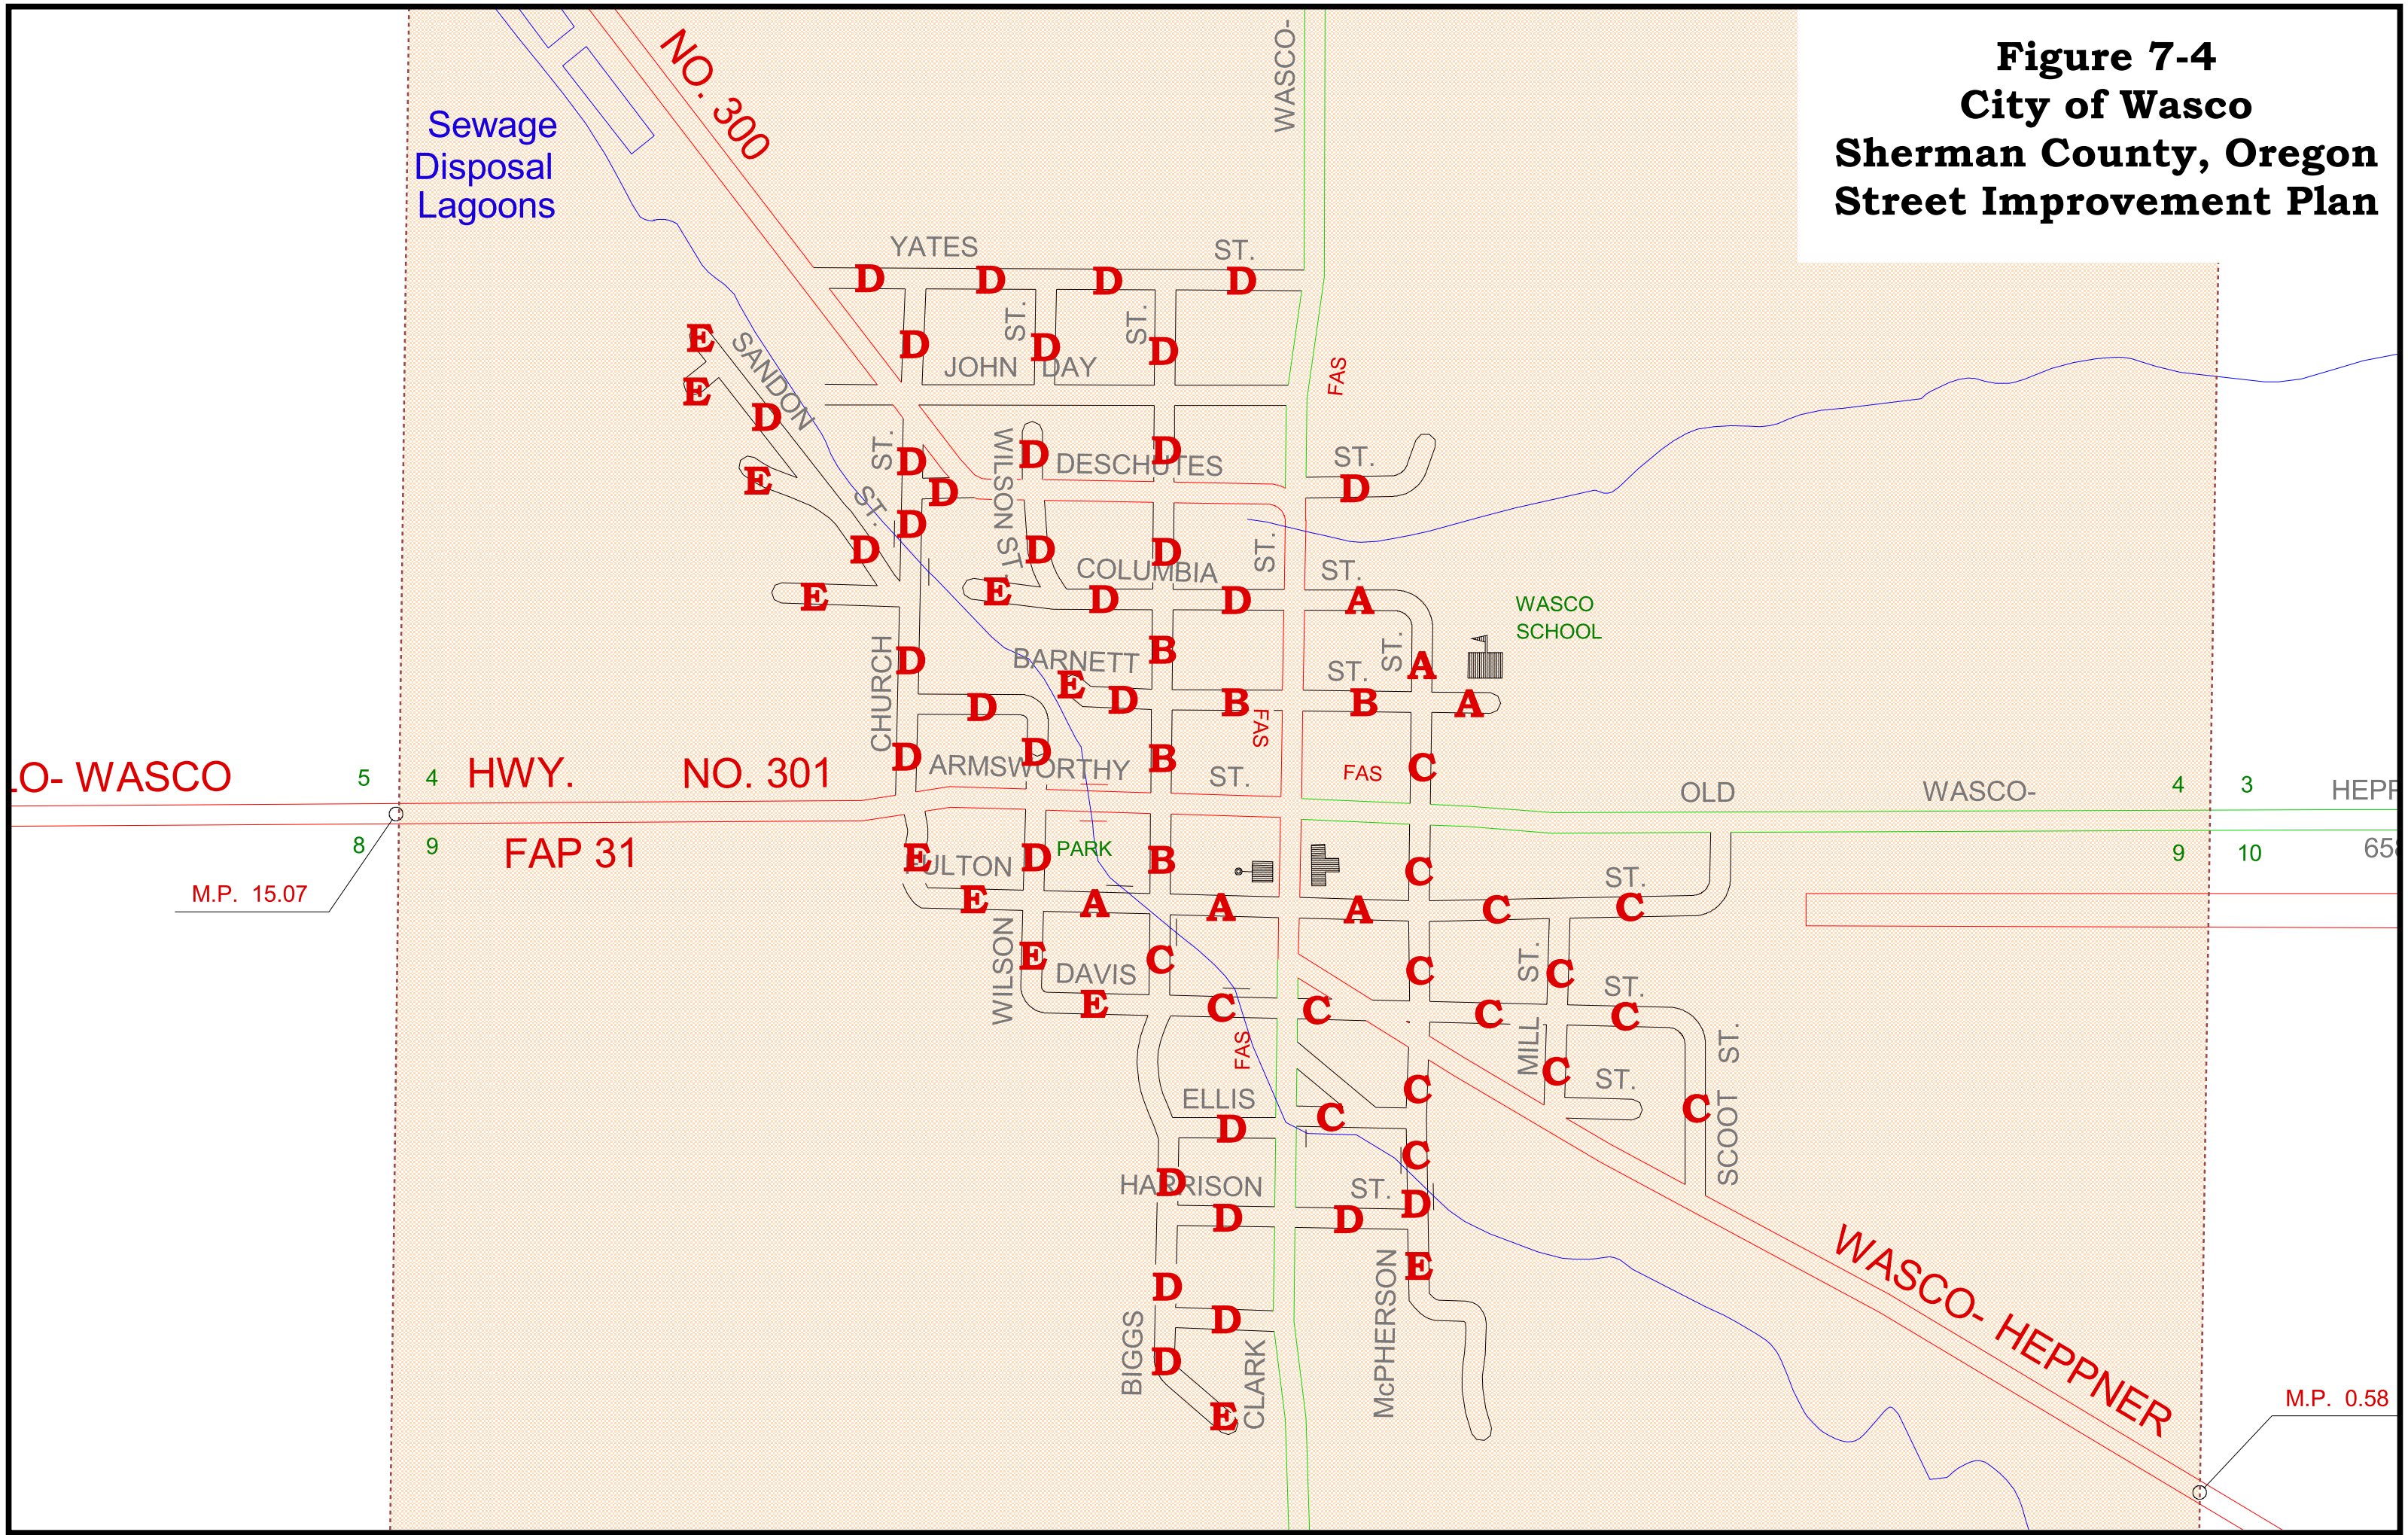 Figure 7-4
City of Wasco
Sherman County, Oregon
Street Improvement Plan
NO. 300
WASCO-
Sewage
Disposal
Lagoons
YATES ST.
D D D D
ST. ST.
D D D
E SANDON
JOHN DAY
FAS
E
D
ST. WILSON ST.
D D D
DESCHUTES ST.
E D D
ST. D
D D D
COLUMBIA ST. ST.
E E D D A
WASCO
SCHOOL
CHURCH
D B
BARNETT ST. ST.
A
E D B B A
D
FAS
D D B C
ARMSWORTHY ST.
FAS
LO- WASCO
5 4
HWY. NO. 301
OLD WASCO- HEPP
4 3
8 9
FAP 31
9 10
658
M.P. 15.07
E FULTON D PARK B C ST.
E A A A C C
WILSON
E C C
ST. C
DAVIS ST.
E C C C C
FAS
MILL C
ST.
SCOOT ST.
C
ELLIS C
D C
C
D
HARRISON ST.
D D D
E
D
D
BIGGS
D
E
CLARK
McPHERSON
WASCO- HEPPNER
M.P. 0.58